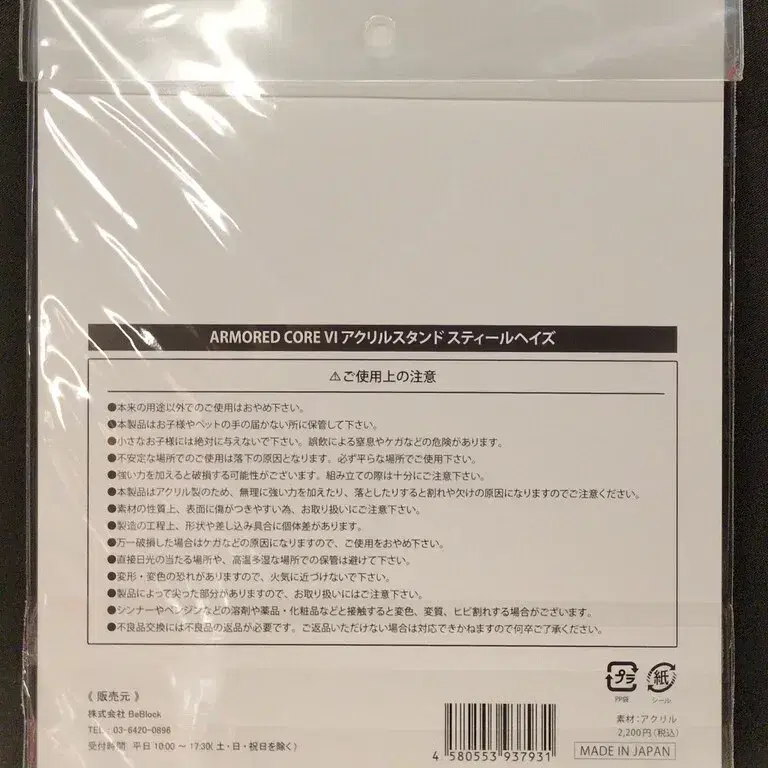 ARMORED CORE VI アクリルスタンド スティールヘイズ
⚠ご使用上の注意
●本来の用途以外でのご使用はおやめ下さい。
●本製品はお子様やペットの手の届かない所に保管して下さい。
●小さなお子様には絶対に与えないで下さい。誤飲による窒息やケガなどの危険があります。
●不安定な場所でのご使用は落下の原因となります。必ず平らな場所でご使用下さい。
●強い力を加えると破損する可能性がございます。組み立ての際は十分にご注意下さい。
●本製品はアクリル製のため、無理に強い力を加えたり、落としたりすると割れや欠けの原因になりますのでご注意ください。
●素材の性質上、表面に傷がつきやすい為、お取り扱いにご注意下さい。
●製造の工程上、形状や差し込み具合に個体差があります。
●万一破損した場合はケガなどの原因になりますので、ご使用をおやめ下さい。
●直接日光の当たる場所や、高温多湿な場所での保管は避けて下さい。
●変形・変色の恐れがありますので、火気に近づけないで下さい。
●製品によって尖った部分がありますので、お取り扱いにはご注意下さい。
●シンナーやベンジンなどの溶剤や薬品・化粧品などと接触すると変色、変質、ヒビ割れする場合がございます。
●不良品交換には不良品の返品が必要です。ご返品いただけない場合は対応できかねますので何卒ご了承ください。
《 販売元 》
株式会社 BeBlock
TEL：03-6420-0896
受付時間 平日 10:00 ～ 17:30(土・日・祝日を除く)
4 580553 937931
プラ
PP袋
紙
シール
素材：アクリル
2,200円(税込)
MADE IN JAPAN